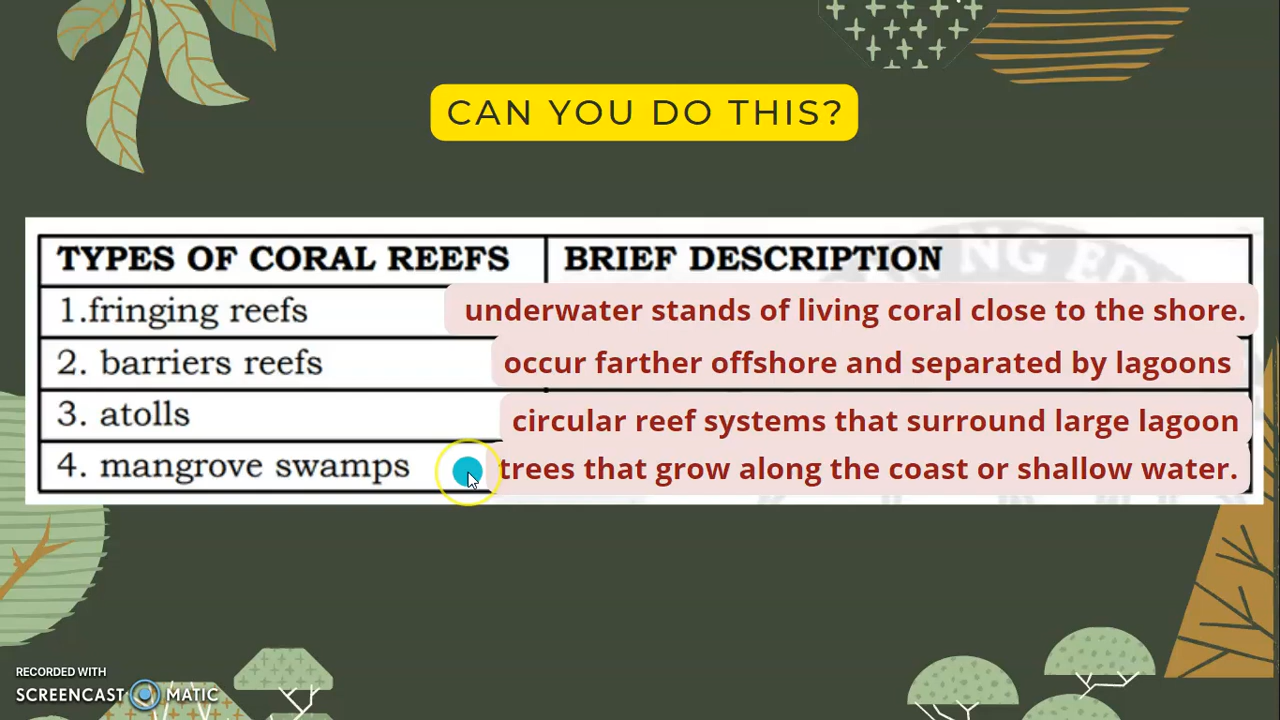 CAN YOU DO THIS?
TYPES OF CORAL REEFS BRIEF DESCRIPTION
1.fringing reefs underwater stands of living coral close to the shore.
2. barriers reefs occur farther offshore and separated by lagoons
3. atolls circular reef systems that surround large lagoon
4. mangrove swamps trees that grow along the coast or shallow water.
RECORDED WITH
SCREENCAST MATIC